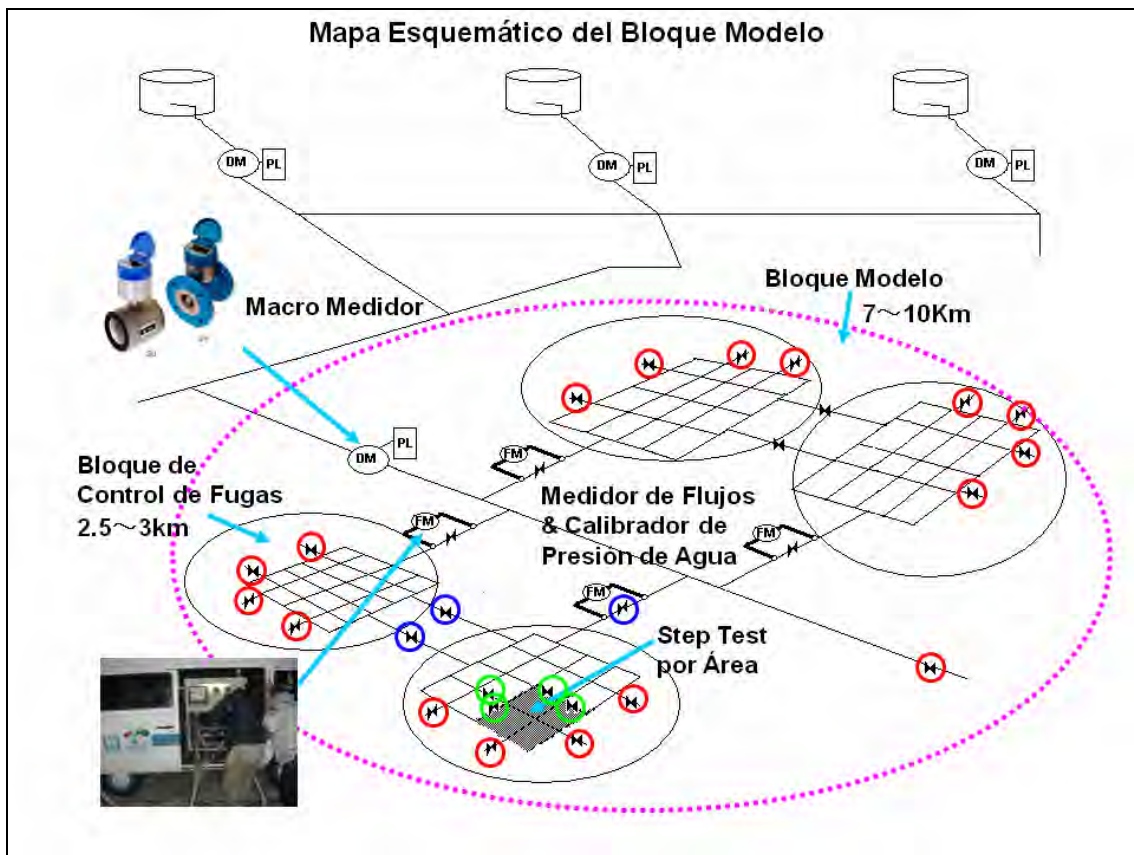 Mapa Esquemático del Bloque Modelo
DM
PL
DM
PL
DM
PL
Bloque Modelo
7～10Km
Macro Medidor
DM
PL
FM
Bloque de
Control de Fugas
2.5～3km
Medidor de Flujos
& Calibrador de
Presión de Agua
FM
FM
FM
Step Test
por Área